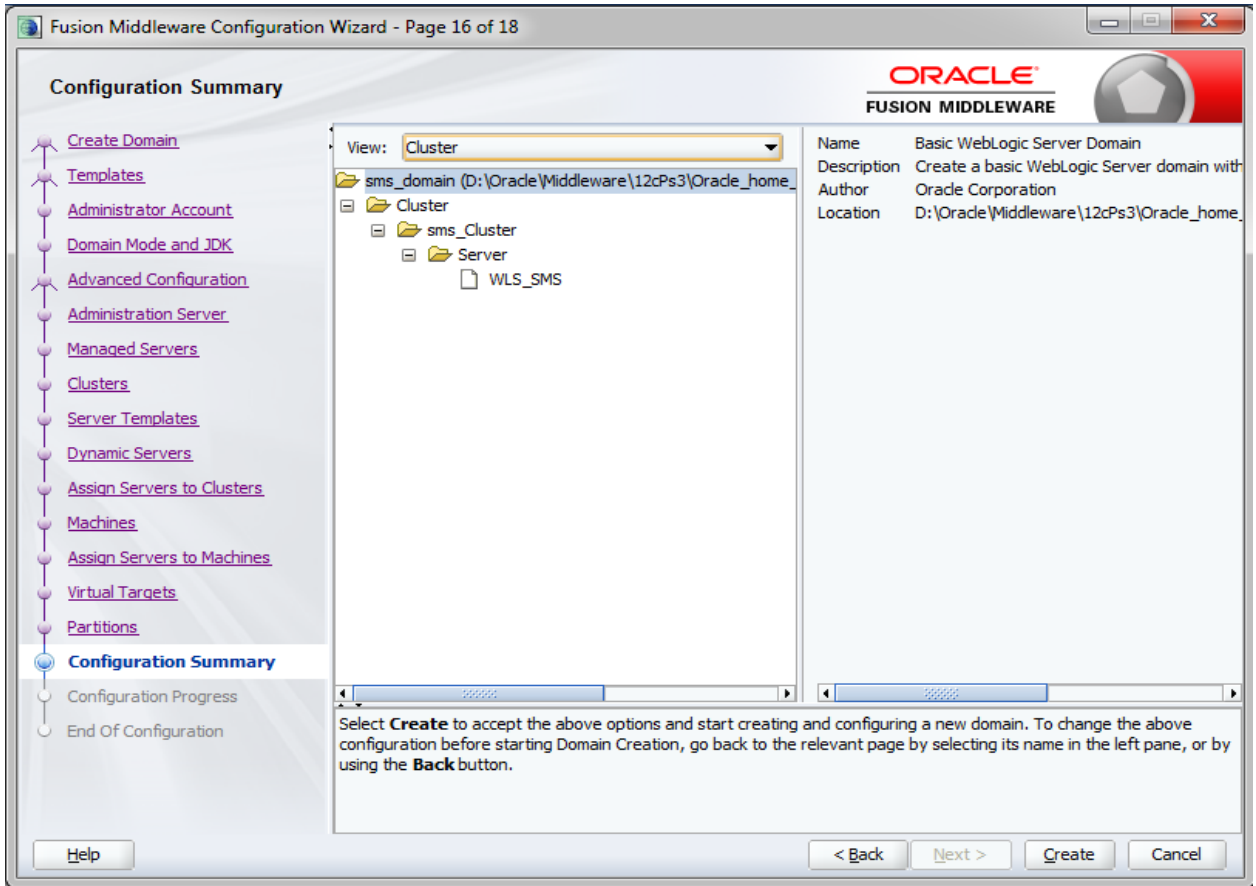 Fusion Middleware Configuration Wizard - Page 16 of 18
Configuration Summary
ORACLE
FUSION MIDDLEWARE
Create Domain
Templates
Administrator Account
Domain Mode and JDK
Advanced Configuration
Administration Server
Managed Servers
Clusters
Server Templates
Dynamic Servers
Assign Servers to Clusters
Machines
Assign Servers to Machines
Virtual Targets
Partitions
Configuration Summary
Configuration Progress
End Of Configuration
View: Cluster
sms_domain (D:\Oracle\Middleware\12cPs3\Oracle_home_
Cluster
sms_Cluster
Server
WLS_SMS
Name Basic WebLogic Server Domain
Description Create a basic WebLogic Server domain with
Author Oracle Corporation
Location D:\Oracle\Middleware\12cPs3\Oracle_home_
Select Create to accept the above options and start creating and configuring a new domain. To change the above
configuration before starting Domain Creation, go back to the relevant page by selecting its name in the left pane, or by
using the Back button.
Help
< Back
Next >
Create
Cancel